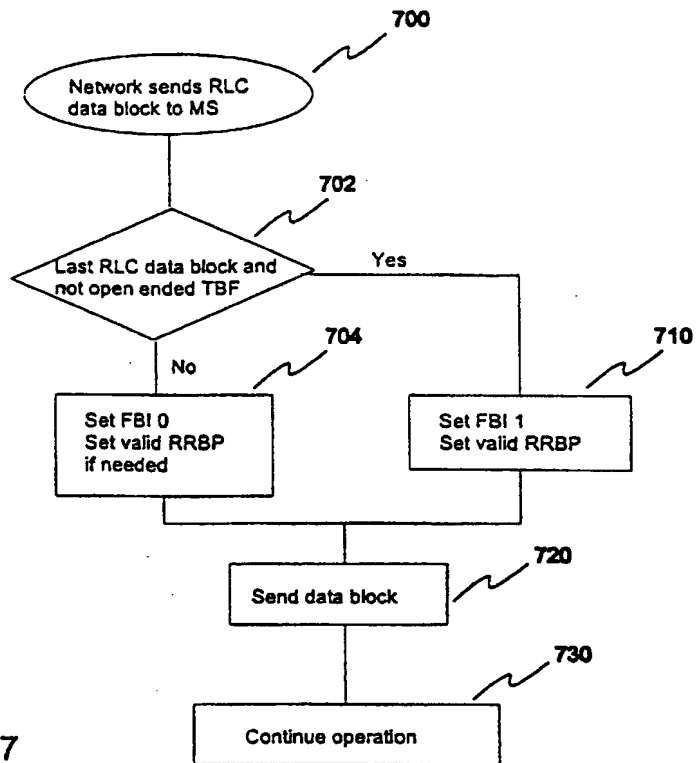 700
Network sends RLC
data block to MS
702
Last RLC data block and
not open ended TBF
Yes
No
704
Set FBI 0
Set valid RRBP
if needed
710
Set FBI 1
Set valid RRBP
720
Send data block
730
Continue operation
7